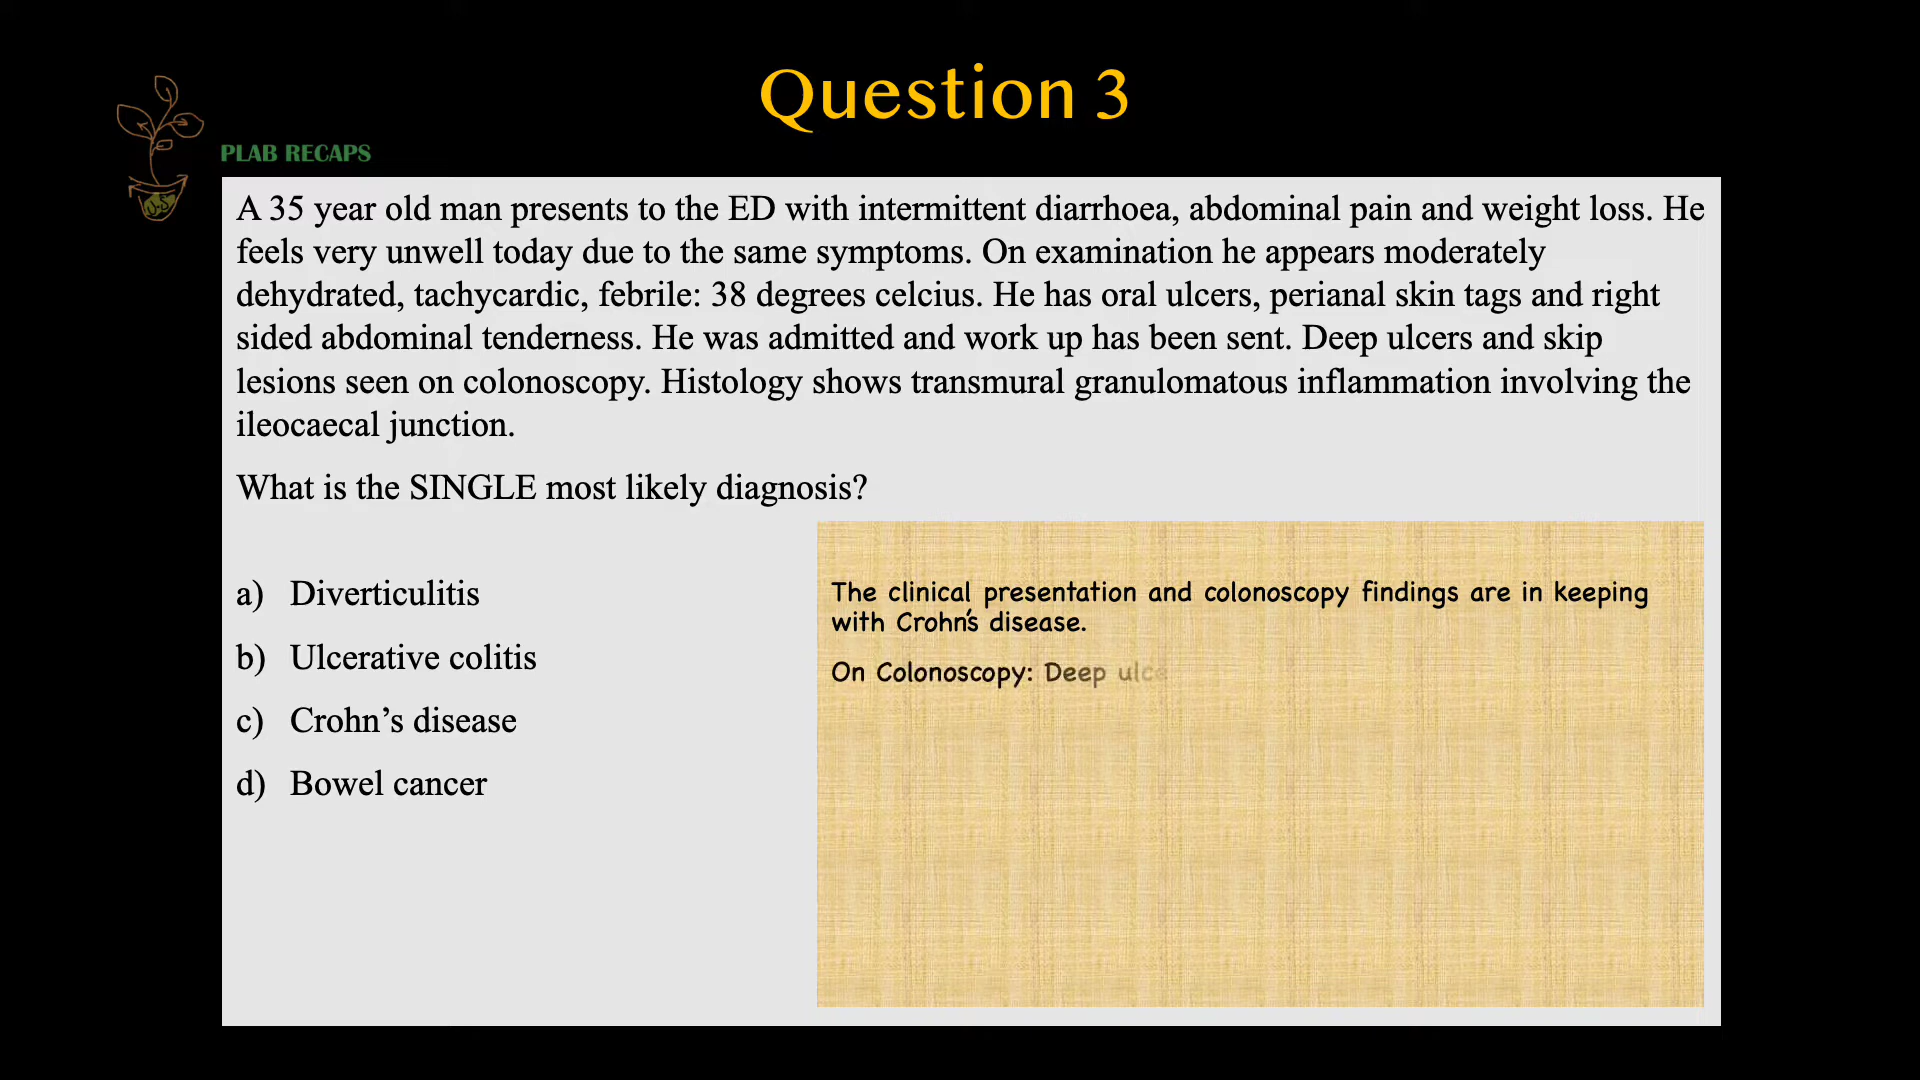 Question 3
PLAB RECAPS
A 35 year old man presents to the ED with intermittent diarrhoea, abdominal pain and weight loss. He
feels very unwell today due to the same symptoms. On examination he appears moderately
dehydrated, tachycardic, febrile: 38 degrees celcius. He has oral ulcers, perianal skin tags and right
sided abdominal tenderness. He was admitted and work up has been sent. Deep ulcers and skip
lesions seen on colonoscopy. Histology shows transmural granulomatous inflammation involving the
ileocaecal junction.
What is the SINGLE most likely diagnosis?
a) Diverticulitis
b) Ulcerative colitis
c) Crohn’s disease
d) Bowel cancer
The clinical presentation and colonoscopy findings are in keeping
with Crohn's disease.
On Colonoscopy: Deep ulce